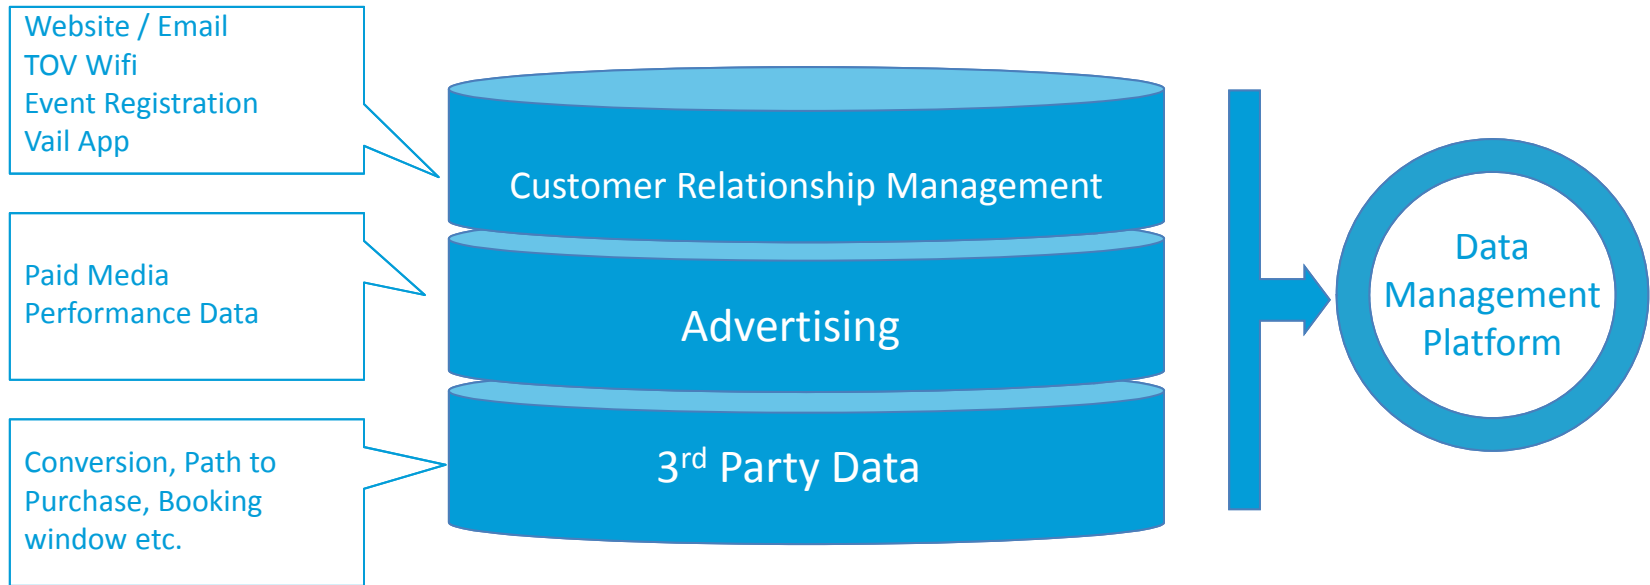 Website / Email
TOV Wifi
Event Registration
Vail App
Customer Relationship Management
Paid Media
Performance Data
Advertising
Conversion, Path to
Purchase, Booking
window etc.
3rd Party Data
Data
Management
Platform